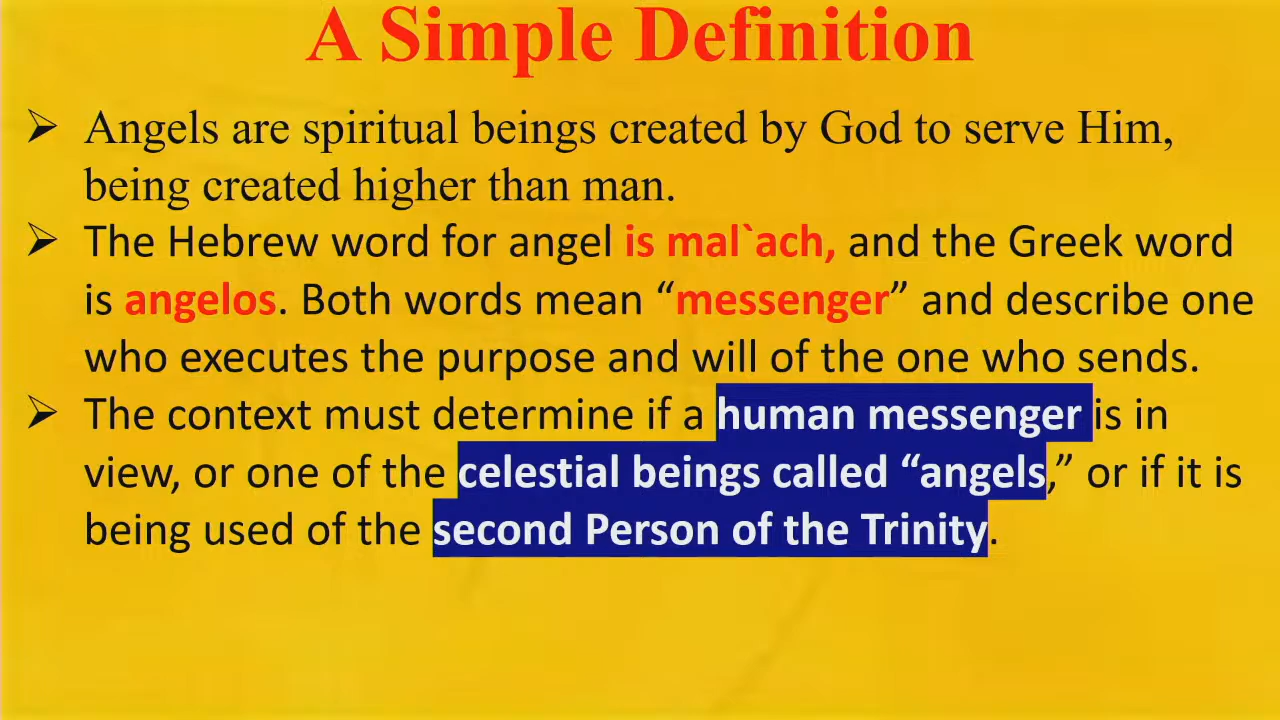 A Simple Definition
➢ Angels are spiritual beings created by God to serve Him,
being created higher than man.
➢ The Hebrew word for angel is mal`ach, and the Greek word
is angelos. Both words mean “messenger” and describe one
who executes the purpose and will of the one who sends.
➢ The context must determine if a human messenger is in
view, or one of the celestial beings called “angels,” or if it is
being used of the second Person of the Trinity.